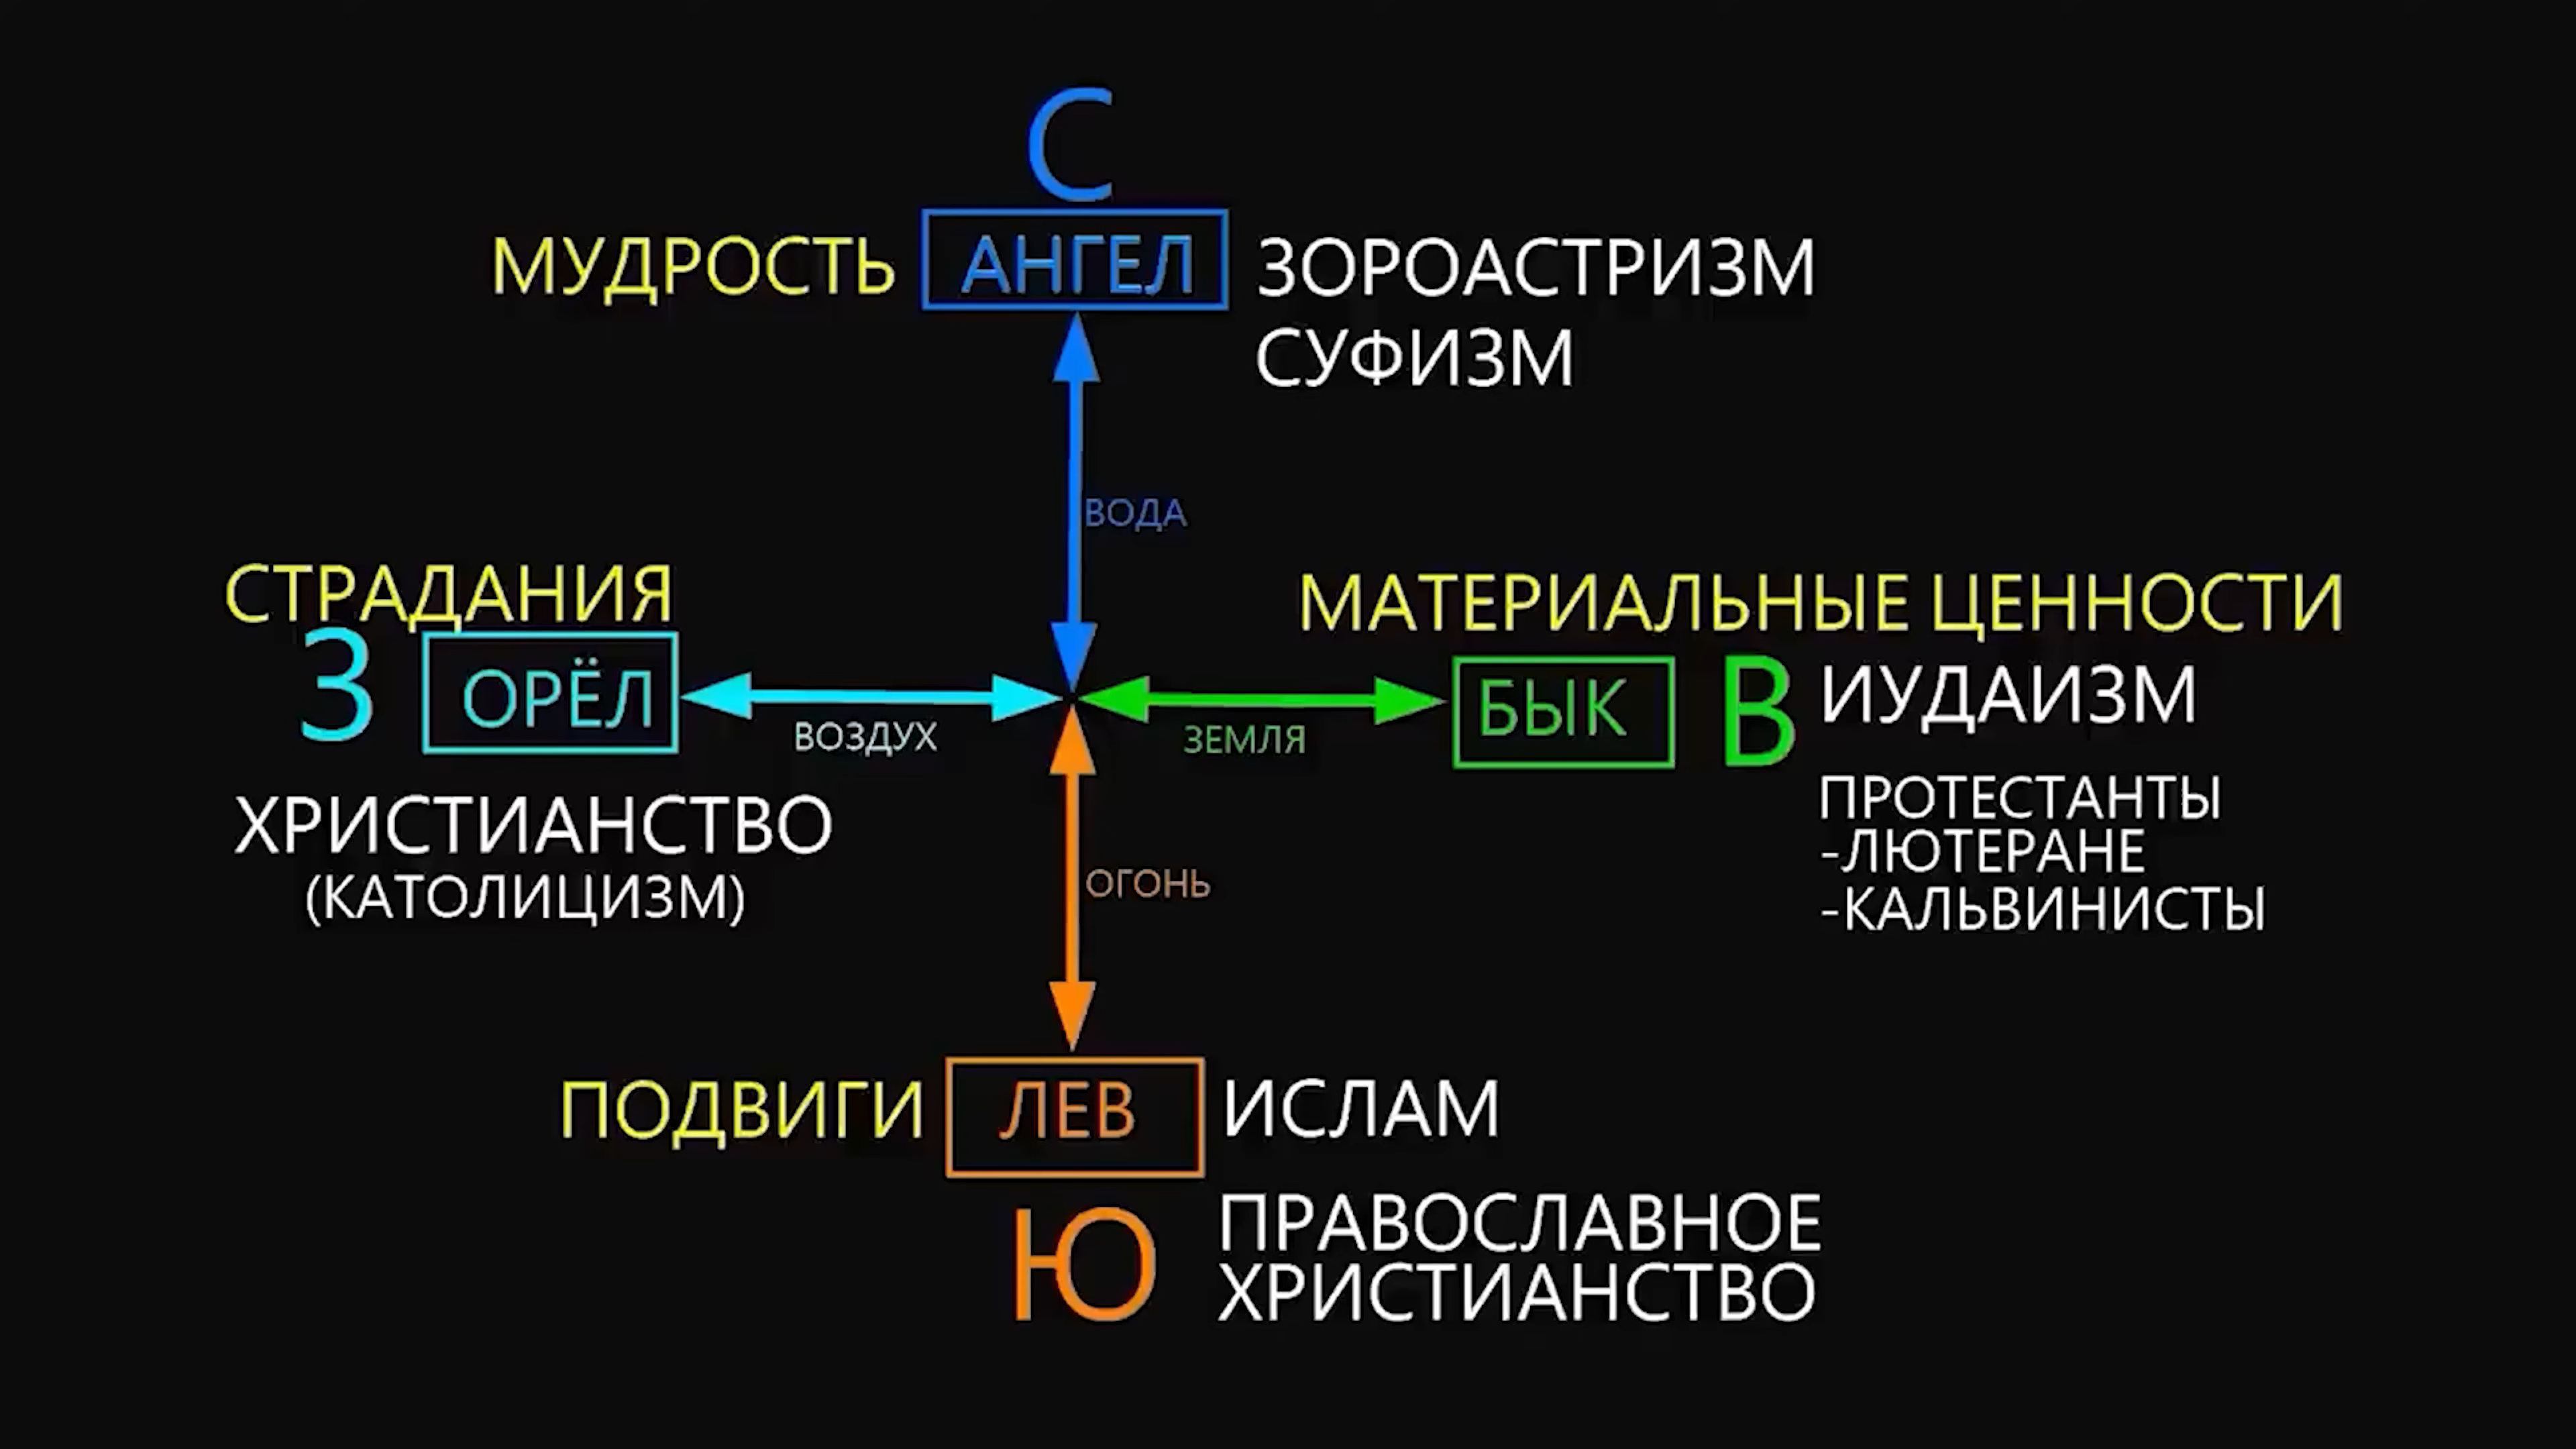 С
МУДРОСТЬ АНГЕЛ ЗОРОАСТРИЗМ
СУФИЗМ
ВОДА
СТРАДАНИЯ
З ОРЁЛ
ВОЗДУХ
ХРИСТИАНСТВО
(КАТОЛИЦИЗМ)
МАТЕРИАЛЬНЫЕ ЦЕННОСТИ
БЫК В ИУДАИЗМ
ЗЕМЛЯ
ПРОТЕСТАНТЫ
-ЛЮТЕРАНЕ
-КАЛЬВИНИСТЫ
ОГОНЬ
ПОДВИГИ ЛЕВ ИСЛАМ
Ю
ПРАВОСЛАВНОЕ
ХРИСТИАНСТВО